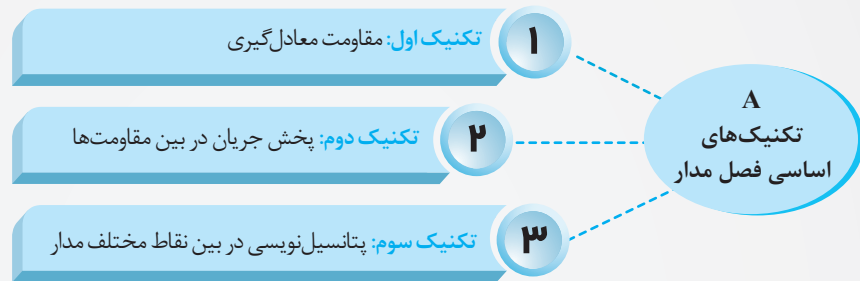 A
تکنیک‌های
اساسی فصل مدار
۱
تکنیک اول: مقاومت معادل‌گیری
۲
تکنیک دوم: پخش جریان در بین مقاومت‌ها
۳
تکنیک سوم: پتانسیل‌نویسی در بین نقاط مختلف مدار